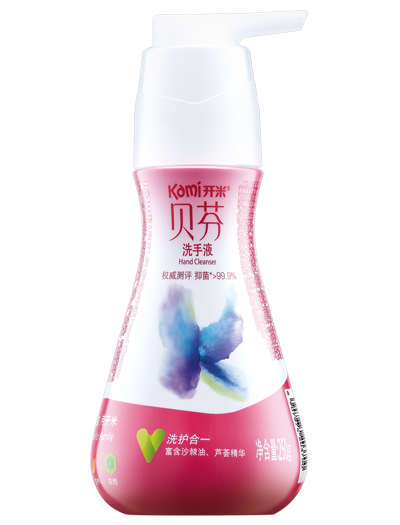 Kami开米®
贝芬
洗手液
Hand Cleanser
权威测评 抑菌*>99.9%
洗护合一
富含沙棘油、芦荟精华
净含量:250g